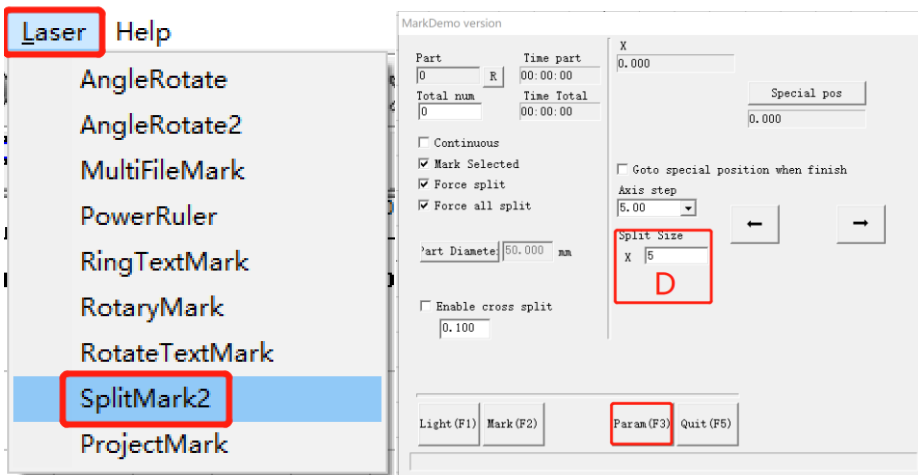 Laser Help
AngleRotate
AngleRotate2
MultiFileMark
PowerRuler
RingTextMark
RotaryMark
RotateTextMark
SplitMark2
ProjectMark
MarkDemo version
Part Time part
0 R 00:00:00
Total num Time Total
0 00:00:00
Continuous
Mark Selected
Force split
Force all split
Part Diamete 50.000 mm
Enable cross split
0.100
Light(F1) Mark(F2) Param(F3) Quit(F5)
X
0.000
Special pos
0.000
Goto special position when finish
Axis step
5.00 ← →
Split Size
X 5
D